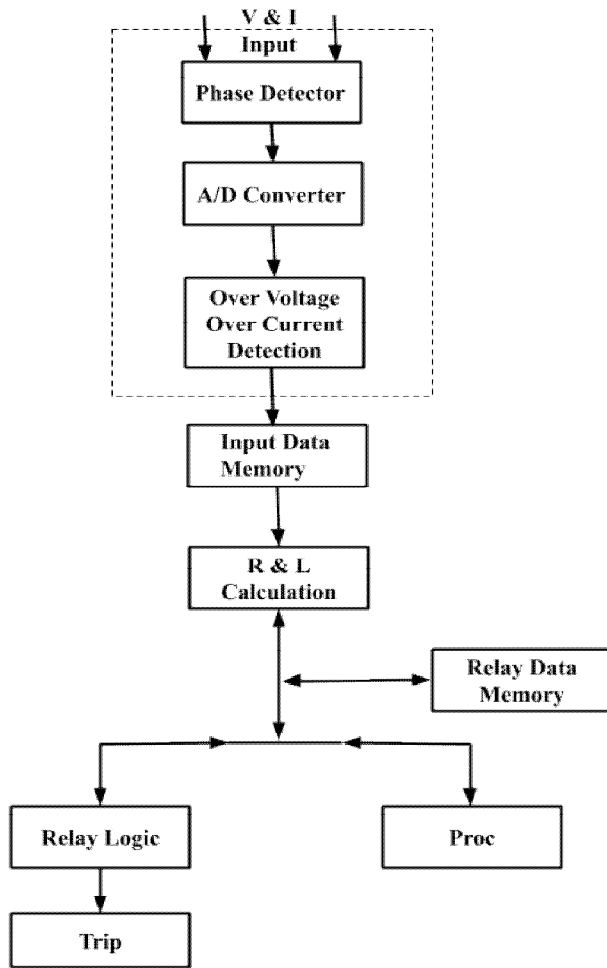 V & I
Input
Phase Detector
A/D Converter
Over Voltage
Over Current
Detection
Input Data
Memory
R & L
Calculation
Relay Data
Memory
Relay Logic
Proc
Trip